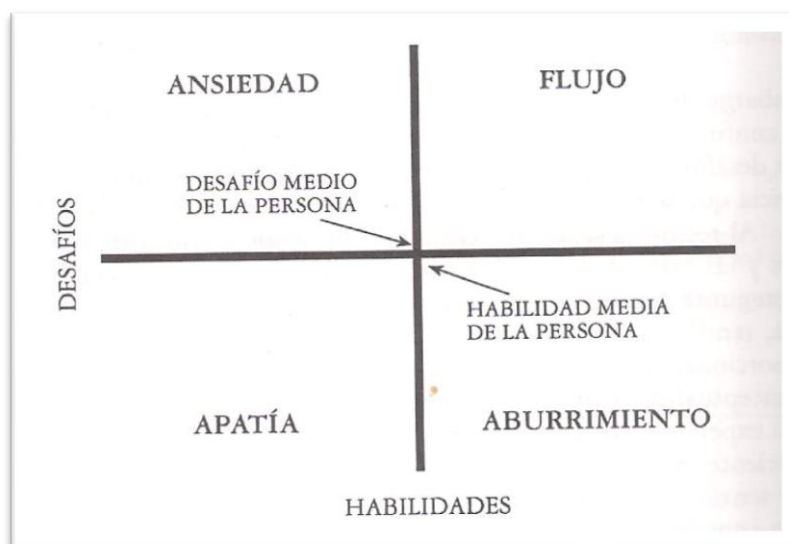 ANSIEDAD
FLUJO
DESAFÍO MEDIO
DE LA PERSONA
DESAFÍOS
HABILIDAD MEDIA
DE LA PERSONA
APATÍA
ABURRIMIENTO
HABILIDADES